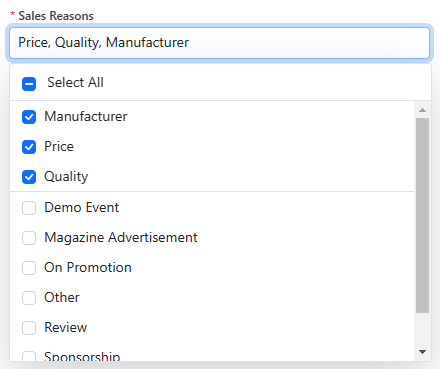 * Sales Reasons
Price, Quality, Manufacturer
Select All
Manufacturer
Price
Quality
Demo Event
Magazine Advertisement
On Promotion
Other
Review
Sponsorship